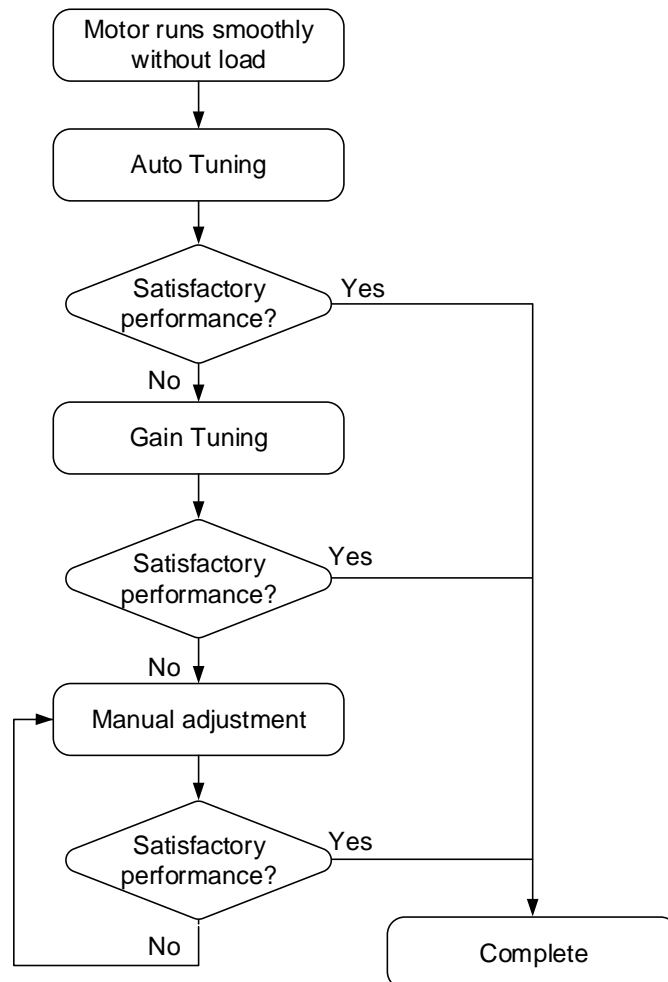 Motor runs smoothly
without load
Auto Tuning
Satisfactory
performance?
Yes
No
Gain Tuning
Satisfactory
performance?
Yes
No
Manual adjustment
Satisfactory
performance?
Yes
No
Complete